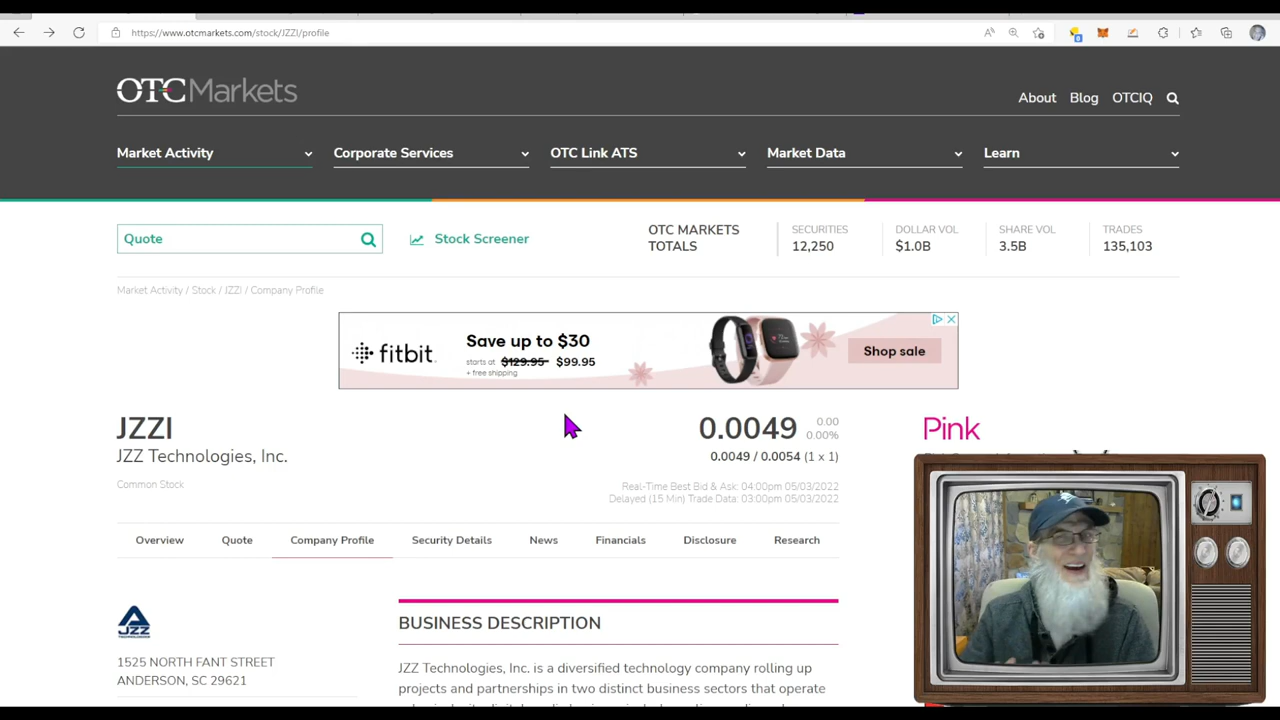 https://www.otcmarkets.com/stock/JZZI/profile
OTCMarkets
About Blog OTCIQ
Market Activity Corporate Services OTC Link ATS Market Data Learn
Quote
Stock Screener
OTC MARKETS TOTALS
SECURITIES
12,250
DOLLAR VOL
$1.0B
SHARE VOL
3.5B
TRADES
135,103
Market Activity / Stock / JZZI / Company Profile
fitbit
Save up to $30
starts at $129.95 $99.95
+ free shipping
Shop sale
JZZI
JZZ Technologies, Inc.
Common Stock
0.0049
0.00
0.00%
0.0049 / 0.0054 (1 x 1)
Real-Time Best Bid & Ask: 04:00pm 05/03/2022
Delayed (15 Min) Trade Data: 03:00pm 05/03/2022
Pink
Overview Quote Company Profile Security Details News Financials Disclosure Research
JZZ
1525 NORTH FANT STREET
ANDERSON, SC 29621
BUSINESS DESCRIPTION
JZZ Technologies, Inc. is a diversified technology company rolling up
projects and partnerships in two distinct business sectors that operate